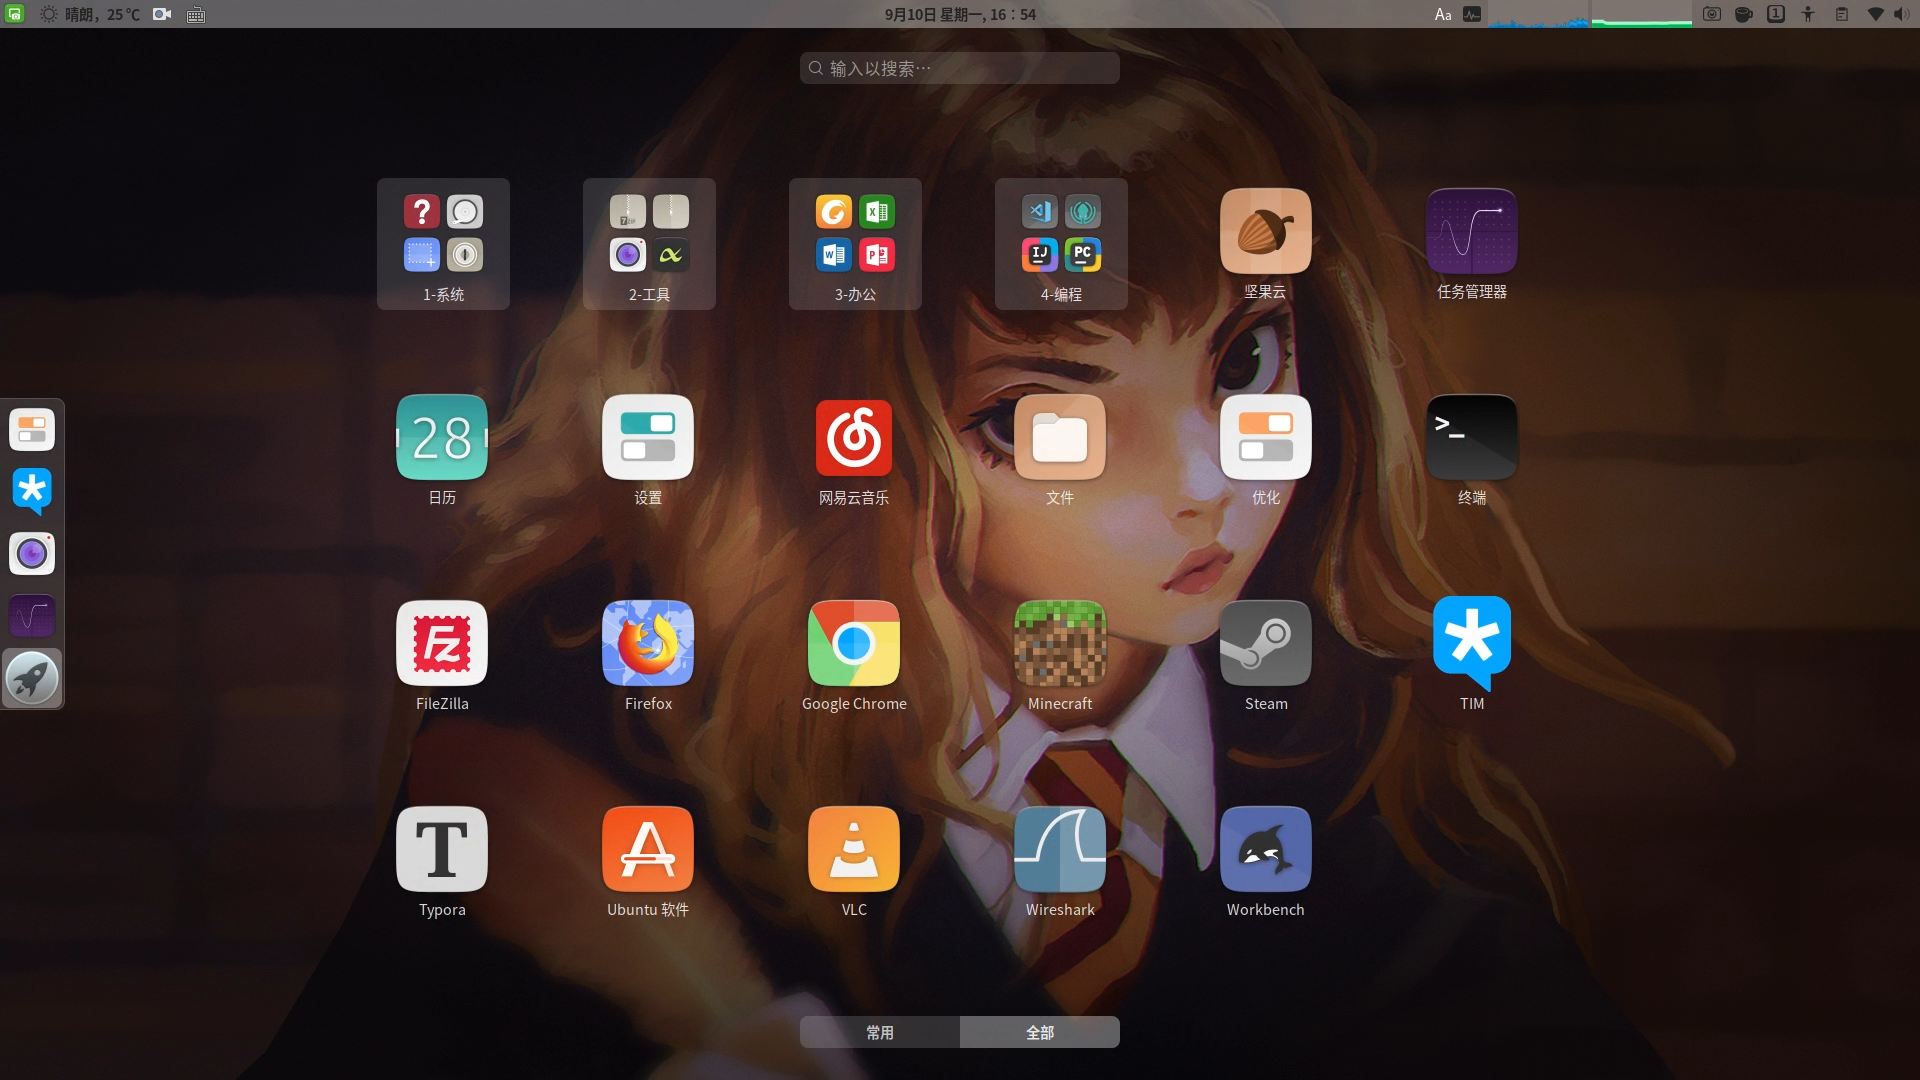 晴朗，25 ℃
9月10日 星期一, 16：54
Aa
1
输入以搜索…
1-系统
2-工具
3-办公
4-编程
坚果云
任务管理器
28
日历
设置
网易云音乐
文件
优化
>_
终端
FileZilla
Firefox
Google Chrome
Minecraft
Steam
TIM
T
Typora
Ubuntu 软件
VLC
Wireshark
Workbench
常用
全部